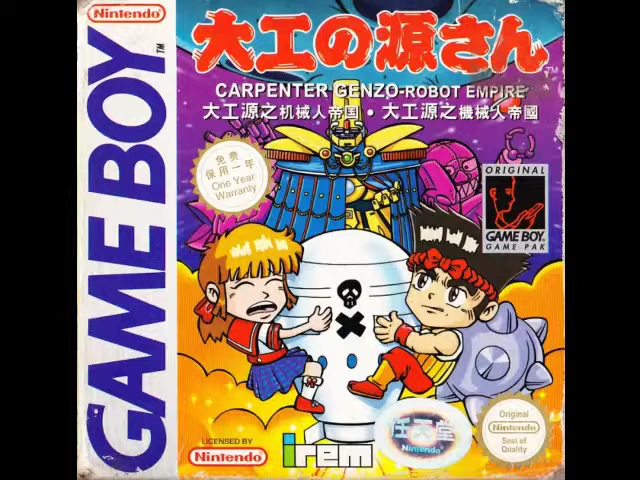 Nintendo
GAME BOY
TM
大工の源さん
TM
CARPENTER GENZO-ROBOT EMPIRE
大工源之机械人帝国 · 大工源之機械人帝國
免费
保用一年
One Year
Warranty
ORIGINAL
GAME BOY
GAME PAK
LICENSED BY
Nintendo
irem
任天堂
Nintendo
Original
Nintendo
Seal of
Quality